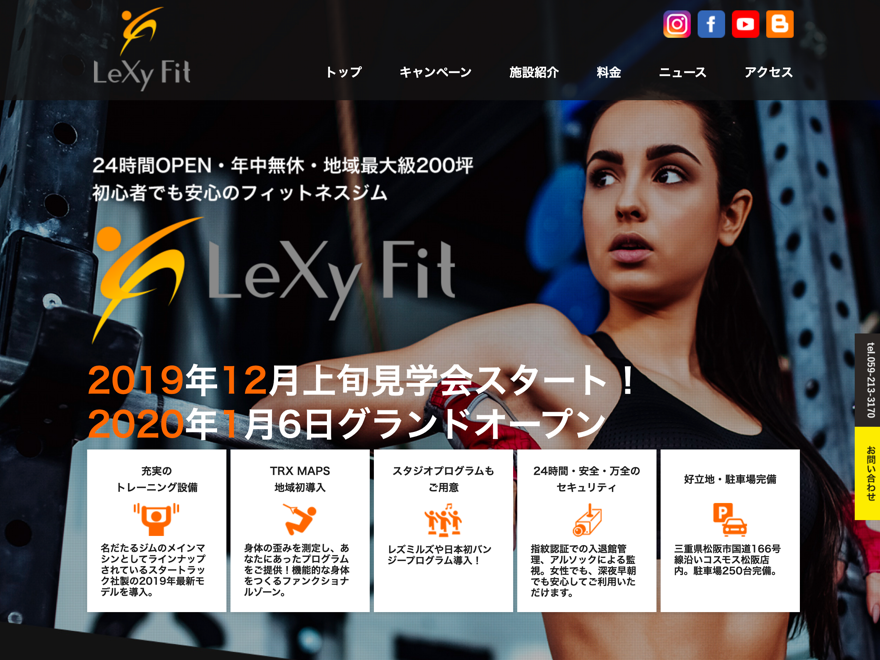 LeXy Fit
トップ
キャンペーン
施設紹介
料金
ニュース
アクセス
24時間OPEN・年中無休・地域最大級200坪
初心者でも安心のフィットネスジム
LeXy Fit
2019年12月上旬見学会スタート！
2020年1月6日グランドオープン
充実の
トレーニング設備
名だたるジムのメインマ
シンとしてラインナップ
されているスタートラッ
ク社製の2019年最新モ
デルを導入。
TRX MAPS
地域初導入
身体の歪みを測定し、あ
なたにあったプログラム
をご提供！機能的な身体
をつくるファンクショナ
ルゾーン。
スタジオプログラムも
ご用意
レズミルズや日本初バン
ジープログラム導入！
24時間・安全・万全の
セキュリティ
指紋認証での入退館管
理、アルソックによる監
視。女性でも、深夜早朝
でも安心してご利用いた
だけます。
好立地・駐車場完備
P
三重県松阪市国道166号
線沿いコスモス松阪店
内。駐車場250台完備。
tel.059-213-3170
お問い合わせ